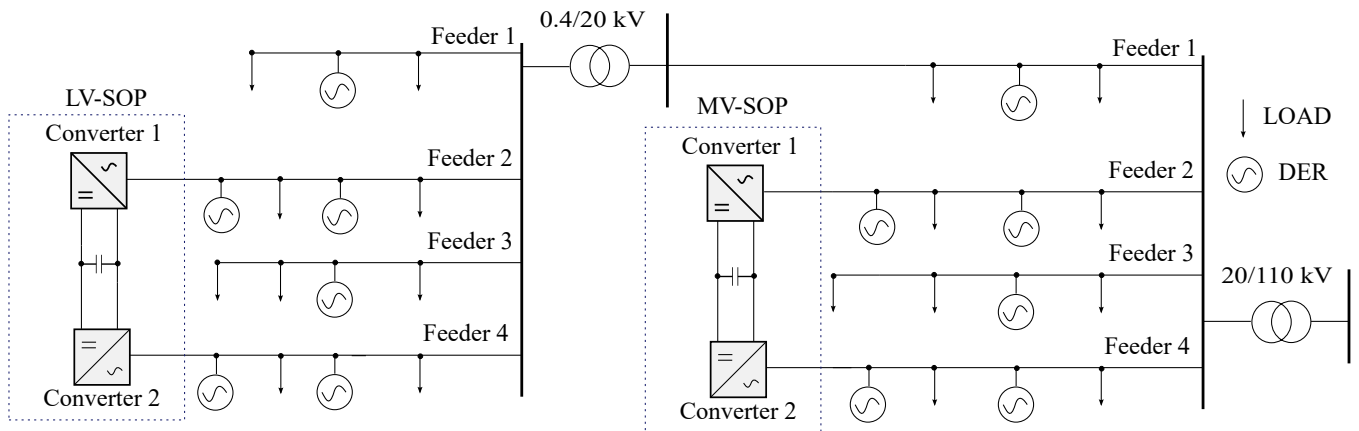 0.4/20 kV
Feeder 1
Feeder 1
LV-SOP
MV-SOP
Converter 1
Converter 1
LOAD
Feeder 2
Feeder 2
DER
=
=
Feeder 3
Feeder 3
20/110 kV
Feeder 4
Feeder 4
=
=
Converter 2
Converter 2